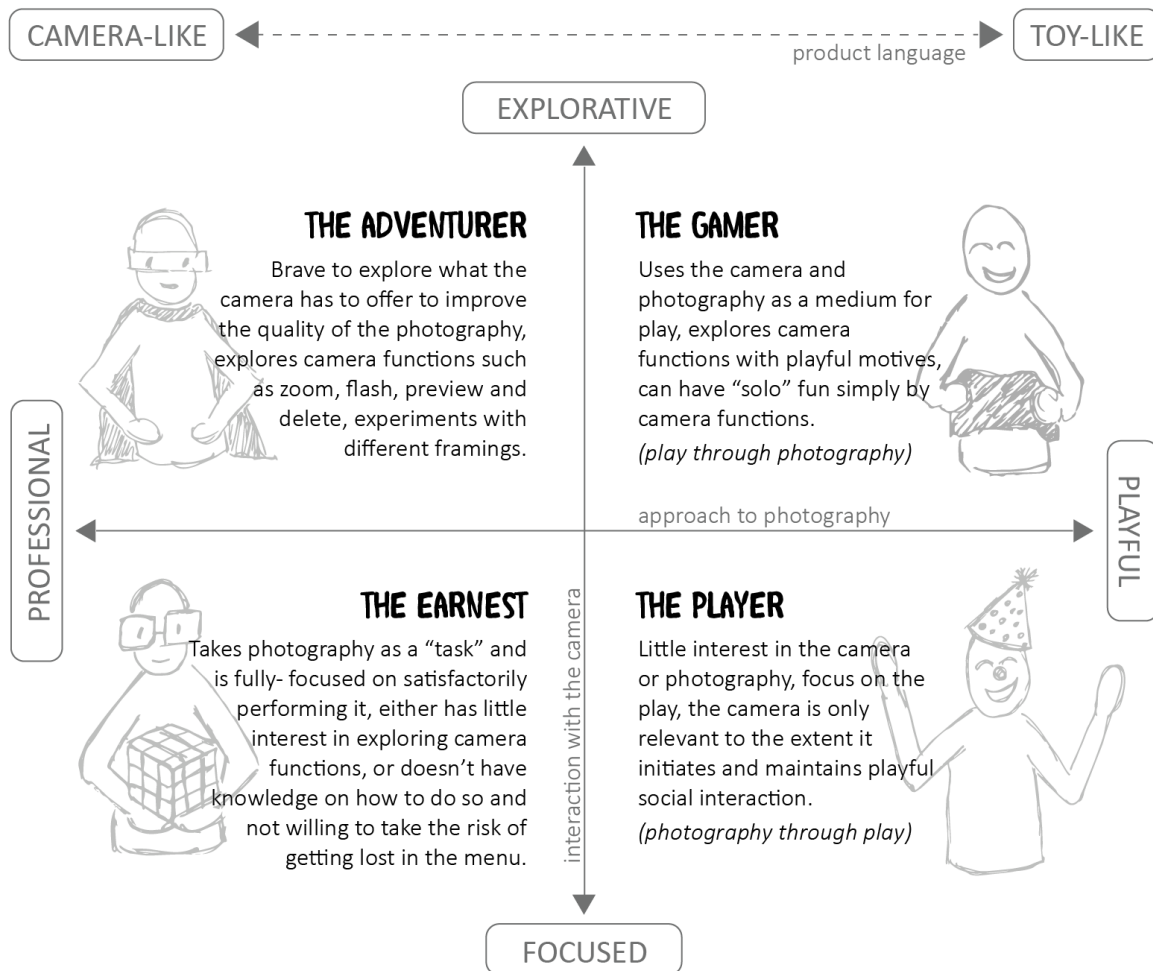 CAMERA-LIKE
TOY-LIKE
product language
EXPLORATIVE
THE ADVENTURER
Brave to explore what the
camera has to offer to improve
the quality of the photography,
explores camera functions such
as zoom, flash, preview and
delete, experiments with
different framings.
THE GAMER
Uses the camera and
photography as a medium for
play, explores camera
functions with playful motives,
can have “solo” fun simply by
camera functions.
(play through photography)
PROFESSIONAL
PLAYFUL
approach to photography
interaction with the camera
THE EARNEST
Takes photography as a “task” and
is fully- focused on satisfactorily
performing it, either has little
interest in exploring camera
functions, or doesn’t have
knowledge on how to do so and
not willing to take the risk of
getting lost in the menu.
THE PLAYER
Little interest in the camera
or photography, focus on the
play, the camera is only
relevant to the extent it
initiates and maintains playful
social interaction.
(photography through play)
FOCUSED